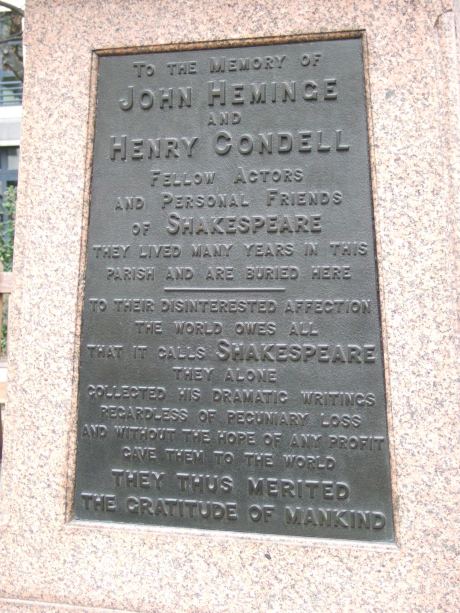 To the Memory of
John Heminge
and
Henry Condell
Fellow Actors
and Personal Friends
of Shakespeare
they lived many years in this
parish and are buried here
to their disinterested affection
the world owes all
that it calls Shakespeare
they alone
collected his dramatic writings
regardless of pecuniary loss
and without the hope of any profit
gave them to the world
they thus merited
the gratitude of mankind